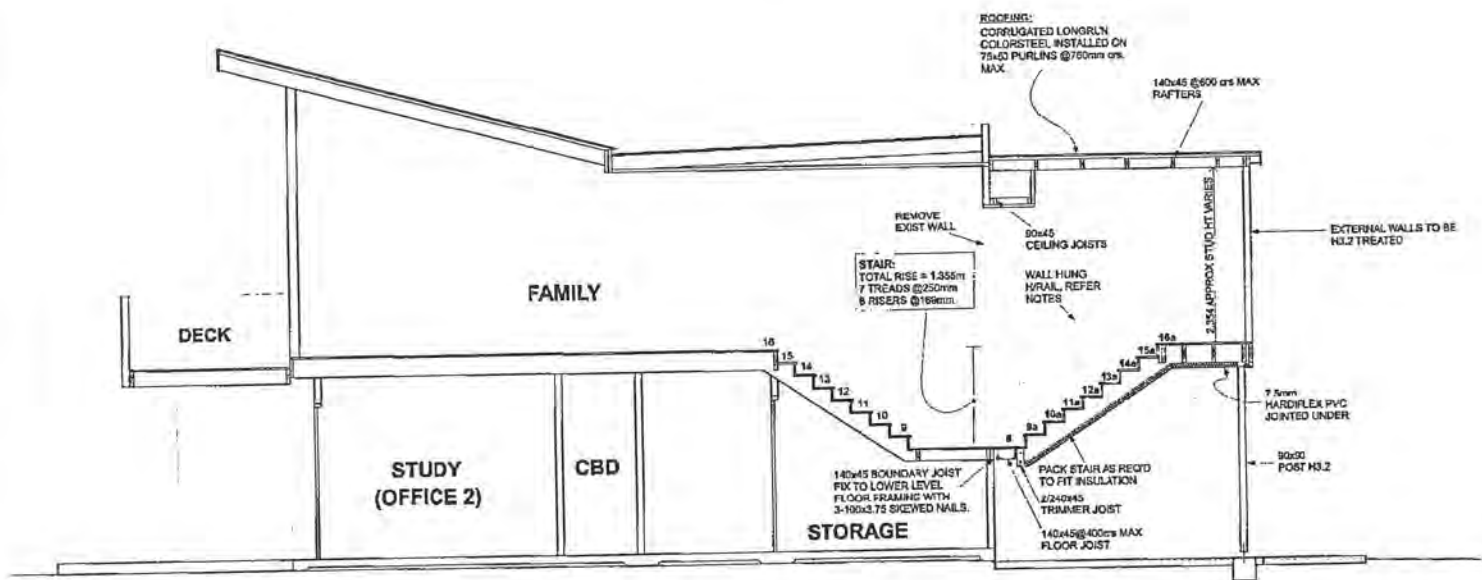 ROOFING:
CORRUGATED LONGRUN
COLORSTEEL INSTALLED ON
75x50 PURLINS @760mm crs.
MAX
140x45 @600 crs MAX
RAFTERS
REMOVE
EXIST WALL
90x45
CEILING JOISTS
2.354 APPROX STUD HT VARIES
EXTERNAL WALLS TO BE
H3.2 TREATED
STAIR:
TOTAL RISE = 1.355m
7 TREADS @250mm
8 RISERS @169mm
WALL HUNG
H/RAIL, REFER
NOTES
FAMILY
DECK
16
15
14
13
12
11
10
9
8
9a
10a
11a
12a
13a
14a
15a
16a
7.5mm
HARDIFLEX PVC
JOINTED UNDER
STUDY
(OFFICE 2)
CBD
140x45 BOUNDARY JOIST
FIX TO LOWER LEVEL
FLOOR FRAMING WITH
3-100x3.75 SKEWED NAILS.
STORAGE
PACK STAIR AS REQ'D
TO FIT INSULATION
2/240x45
TRIMMER JOIST
140x45@400crs MAX
FLOOR JOIST
90x90
POST H3.2